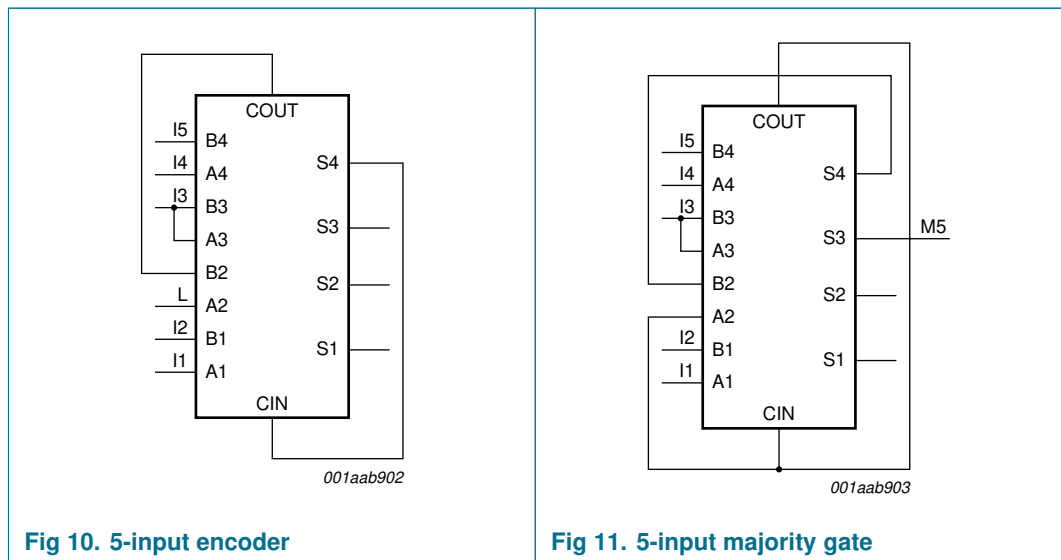 COUT
I5 B4
I4 A4
I3 B3
A3
B2
L A2
I2 B1
I1 A1
S4
S3
S2
S1
CIN
001aab902
Fig 10. 5-input encoder
COUT
I5 B4
I4 A4
I3 B3
A3
B2
A2
I2 B1
I1 A1
S4
S3 M5
S2
S1
CIN
001aab903
Fig 11. 5-input majority gate